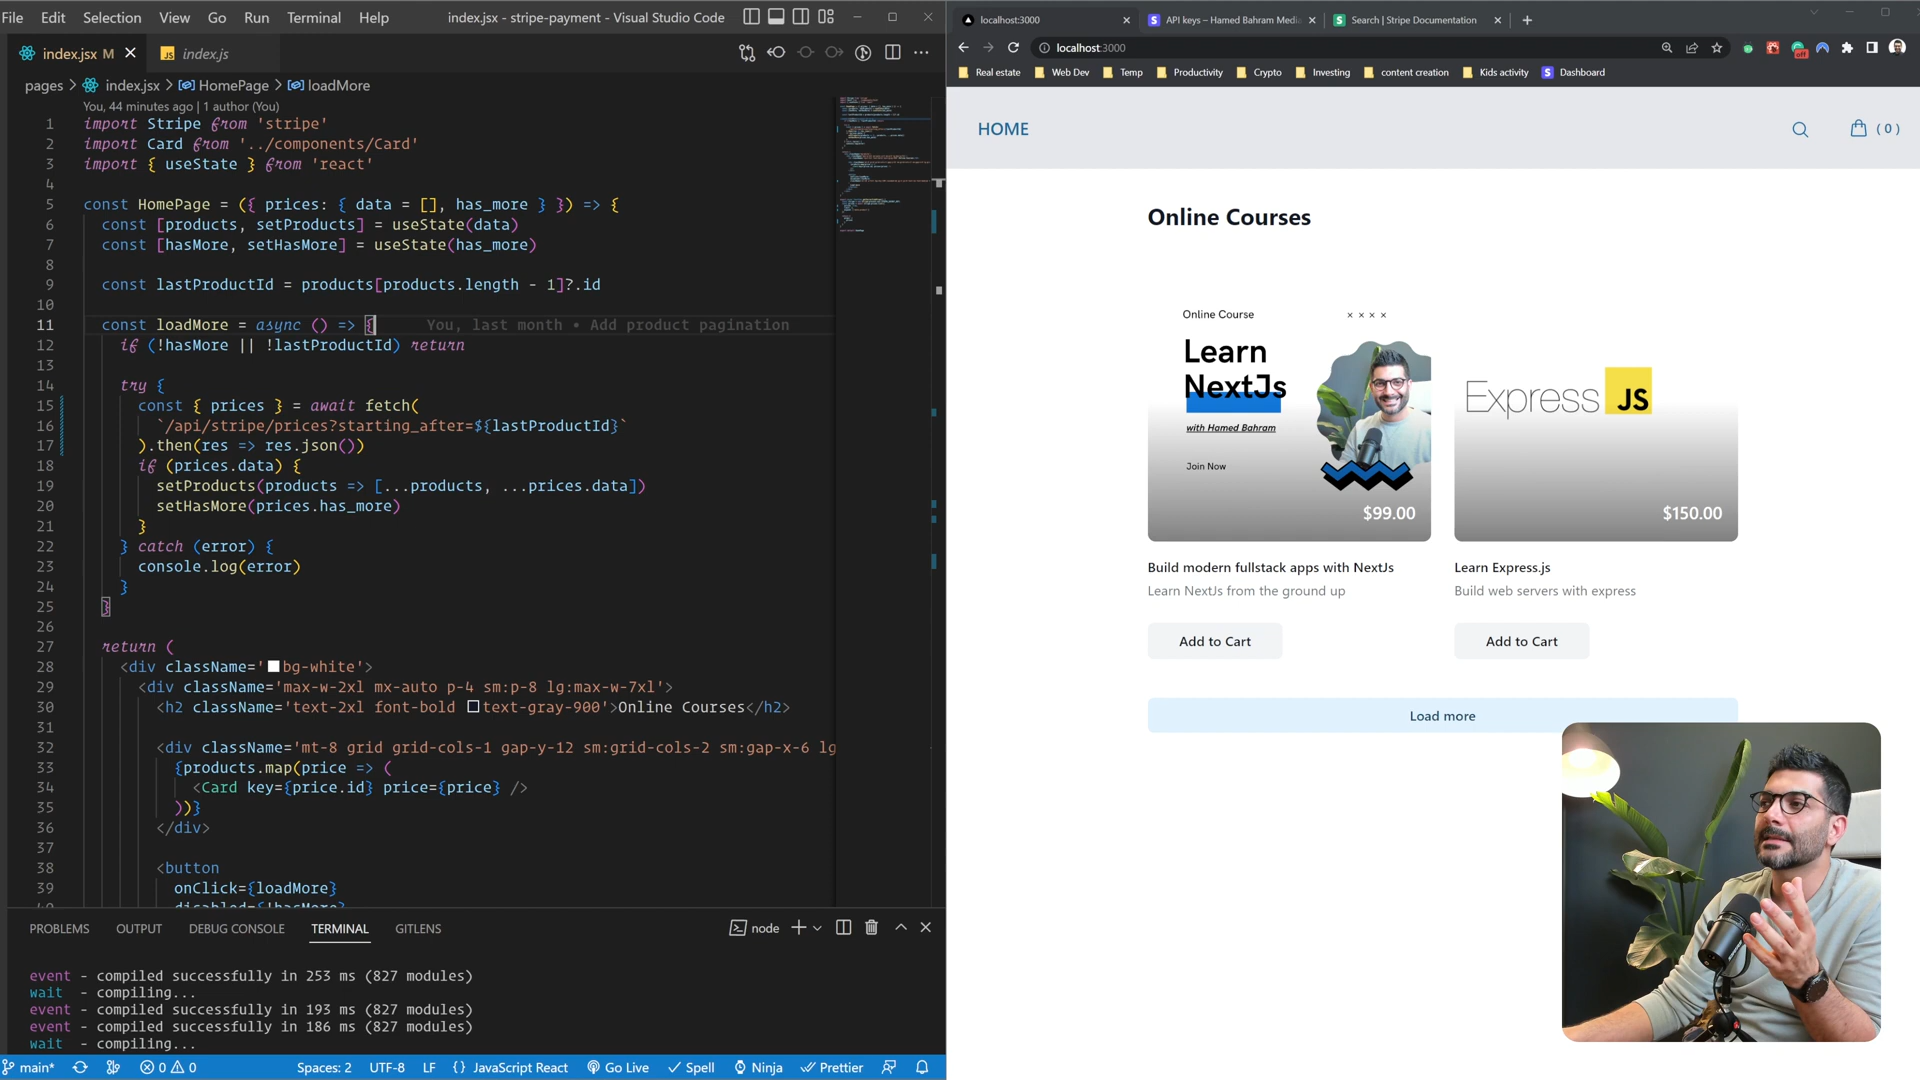 File Edit Selection View Go Run Terminal Help index.jsx - stripe-payment - Visual Studio Code
index.jsx M
index.js
pages > index.jsx > HomePage > loadMore
You, 44 minutes ago | 1 author (You)
1 import Stripe from 'stripe'
2 import Card from '../components/Card'
3 import { useState } from 'react'
4
5 const HomePage = ({ prices: { data = [], has_more } }) => {
6 const [products, setProducts] = useState(data)
7 const [hasMore, setHasMore] = useState(has_more)
8
9 const lastProductId = products[products.length - 1]?.id
10
11 const loadMore = async () => { You, last month • Add product pagination
12 if (!hasMore || !lastProductId) return
13
14 try {
15 const { prices } = await fetch(
16 `/api/stripe/prices?starting_after=${lastProductId}`
17 ).then(res => res.json())
18 if (prices.data) {
19 setProducts(products => [...products, ...prices.data])
20 setHasMore(prices.has_more)
21 }
22 } catch (error) {
23 console.log(error)
24 }
25 }
26
27 return (
28 <div className='bg-white'>
29 <div className='max-w-2xl mx-auto p-4 sm:p-8 lg:max-w-7xl'>
30 <h2 className='text-2xl font-bold text-gray-900'>Online Courses</h2>
31
32 <div className='mt-8 grid grid-cols-1 gap-y-12 sm:grid-cols-2 sm:gap-x-6 lg
33 {products.map(price => (
34 <Card key={price.id} price={price} />
35 ))}
36 </div>
37
38 <button
39 onClick={loadMore}
disabled={!hasMore}
PROBLEMS OUTPUT DEBUG CONSOLE TERMINAL GITLENS
node
event - compiled successfully in 253 ms (827 modules)
wait - compiling...
event - compiled successfully in 193 ms (827 modules)
event - compiled successfully in 186 ms (827 modules)
wait - compiling...
main* 0 0 Spaces: 2 UTF-8 LF {} JavaScript React Go Live Spell Ninja Prettier
localhost:3000
API keys – Hamed Bahram Medi
Search | Stripe Documentation
localhost:3000
off
Real estate Web Dev Temp Productivity Crypto Investing content creation Kids activity Dashboard
HOME
( 0 )
Online Courses
Online Course × × × ×
Learn
NextJs
with Hamed Bahram
Join Now
$99.00
Express JS
$150.00
Build modern fullstack apps with NextJs
Learn NextJs from the ground up
Add to Cart
Learn Express.js
Build web servers with express
Add to Cart
Load more